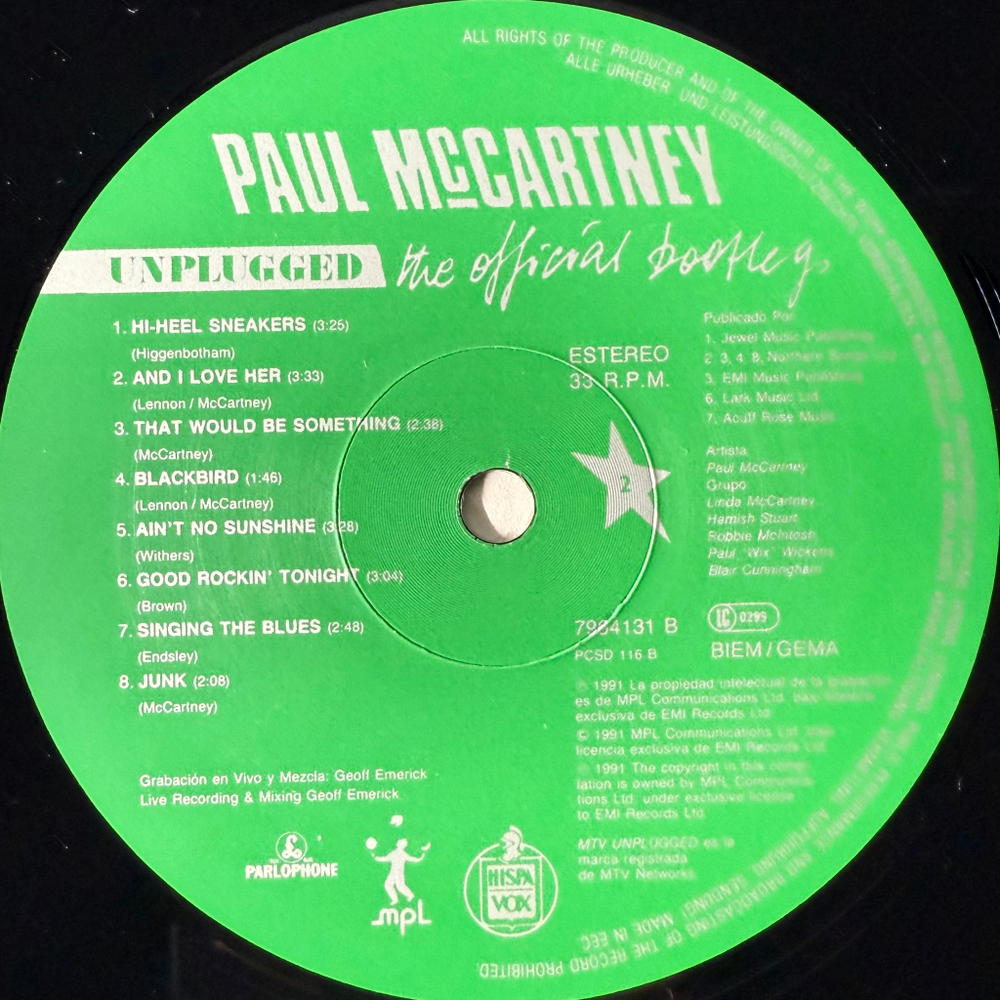 ALL RIGHTS OF THE PRODUCER AND OF THE OWNER OF THE WORK
ALLE URHEBER UND LEISTUNGSSCHUTZRECHTE
PAUL McCARTNEY
UNPLUGGED the official bootleg
1. HI-HEEL SNEAKERS (3:25)
(Higgenbotham)
2. AND I LOVE HER (3:33)
(Lennon / McCartney)
3. THAT WOULD BE SOMETHING (2:38)
(McCartney)
4. BLACKBIRD (1:46)
(Lennon / McCartney)
5. AIN'T NO SUNSHINE (3:28)
(Withers)
6. GOOD ROCKIN' TONIGHT (3:04)
(Brown)
7. SINGING THE BLUES (2:48)
(Endsley)
8. JUNK (2:08)
(McCartney)
Grabación en Vivo y Mezcla: Geoff Emerick
Live Recording & Mixing Geoff Emerick
ESTEREO
33 R.P.M.
2
Publicado Por
1. Jewel Music Publishing
2 3, 4, 8, Northern Songs Ltd
3. EMI Music Publishing
6. Lark Music Ltd
7. Acuff Rose Music
Artista
Paul McCartney
Grupo
Linda McCartney
Hamish Stuart
Robbie McIntosh
Paul 'Wix' Wickens
Blair Cunningham
7964131 B
PCSD 116 B
LC 0299
BIEM / GEMA
℗ 1991 La propiedad intelectual de la grabación
es de MPL Communications Ltd. bajo licencia
exclusiva de EMI Records Ltd
© 1991 MPL Communications Ltd. bajo
licencia exclusiva de EMI Records Ltd
℗ 1991 The copyright in this compi-
lation is owned by MPL Communica-
tions Ltd. under exclusive license
to EMI Records Ltd
MTV UNPLUGGED es la
marca registrada
de MTV Networks
PARLOPHONE
mpL
HISPA
VOX
AND BROADCASTING OF THE RECORD PROHIBITED.
SENDUNG! MADE IN EEC